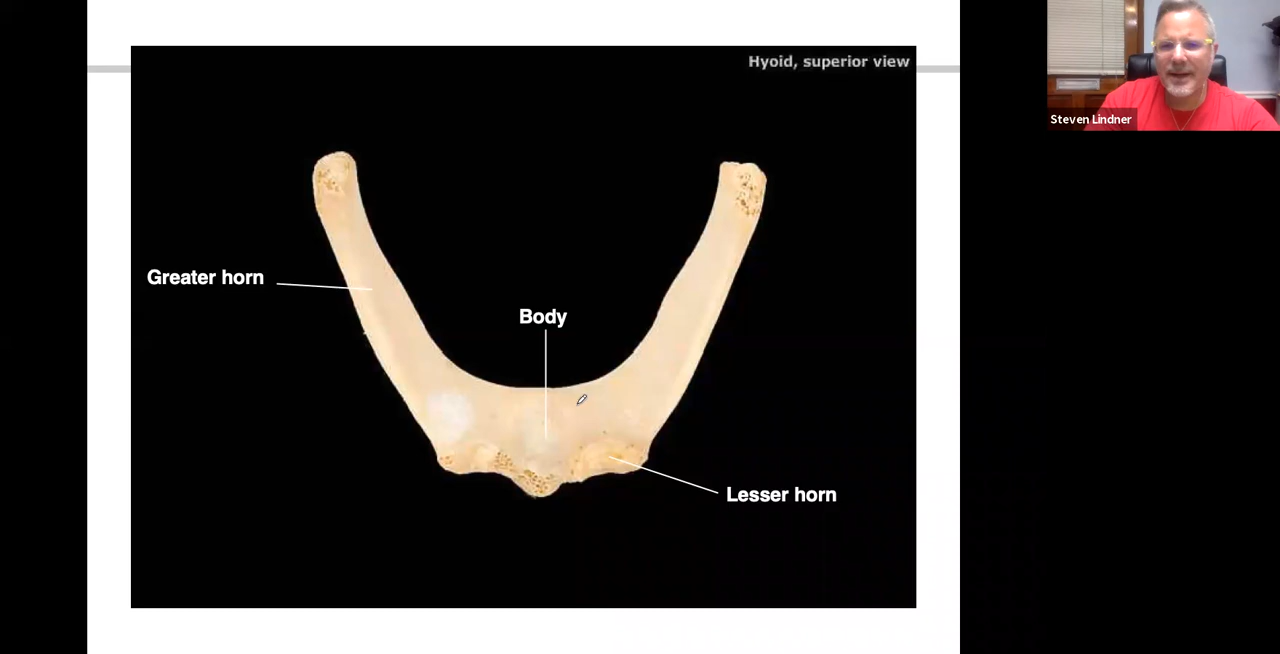 Hyoid, superior view
Steven Lindner
Greater horn
Body
Lesser horn